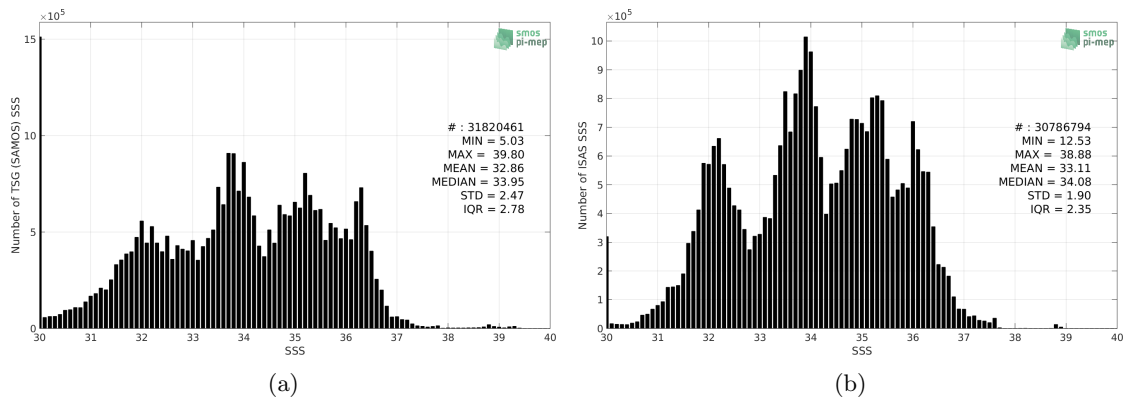 ×10⁵
15
10
5
0
30 31 32 33 34 35 36 37 38 39 40
SSS
Number of TSG (SAMOS) SSS
smos
pi-mep
# : 31820461
MIN = 5.03
MAX = 39.80
MEAN = 32.86
MEDIAN = 33.95
STD = 2.47
IQR = 2.78
(a)
×10⁵
10
9
8
7
6
5
4
3
2
1
0
30 31 32 33 34 35 36 37 38 39 40
SSS
Number of ISAS SSS
smos
pi-mep
# : 30786794
MIN = 12.53
MAX = 38.88
MEAN = 33.11
MEDIAN = 34.08
STD = 1.90
IQR = 2.35
(b)